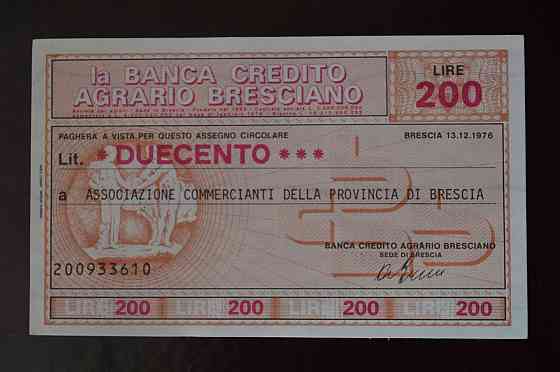 la BANCA CREDITO
AGRARIO BRESCIANO
LIRE
200
PAGHERÀ A VISTA PER QUESTO ASSEGNO CIRCOLARE
BRESCIA 13.12.1976
Lit. * DUECENTO ***
a ASSOCIAZIONE COMMERCIANTI DELLA PROVINCIA DI BRESCIA
BANCA CREDITO AGRARIO BRESCIANO
SEDE DI BRESCIA
200933610
LIRE 200 LIRE 200 LIRE 200 LIRE 200